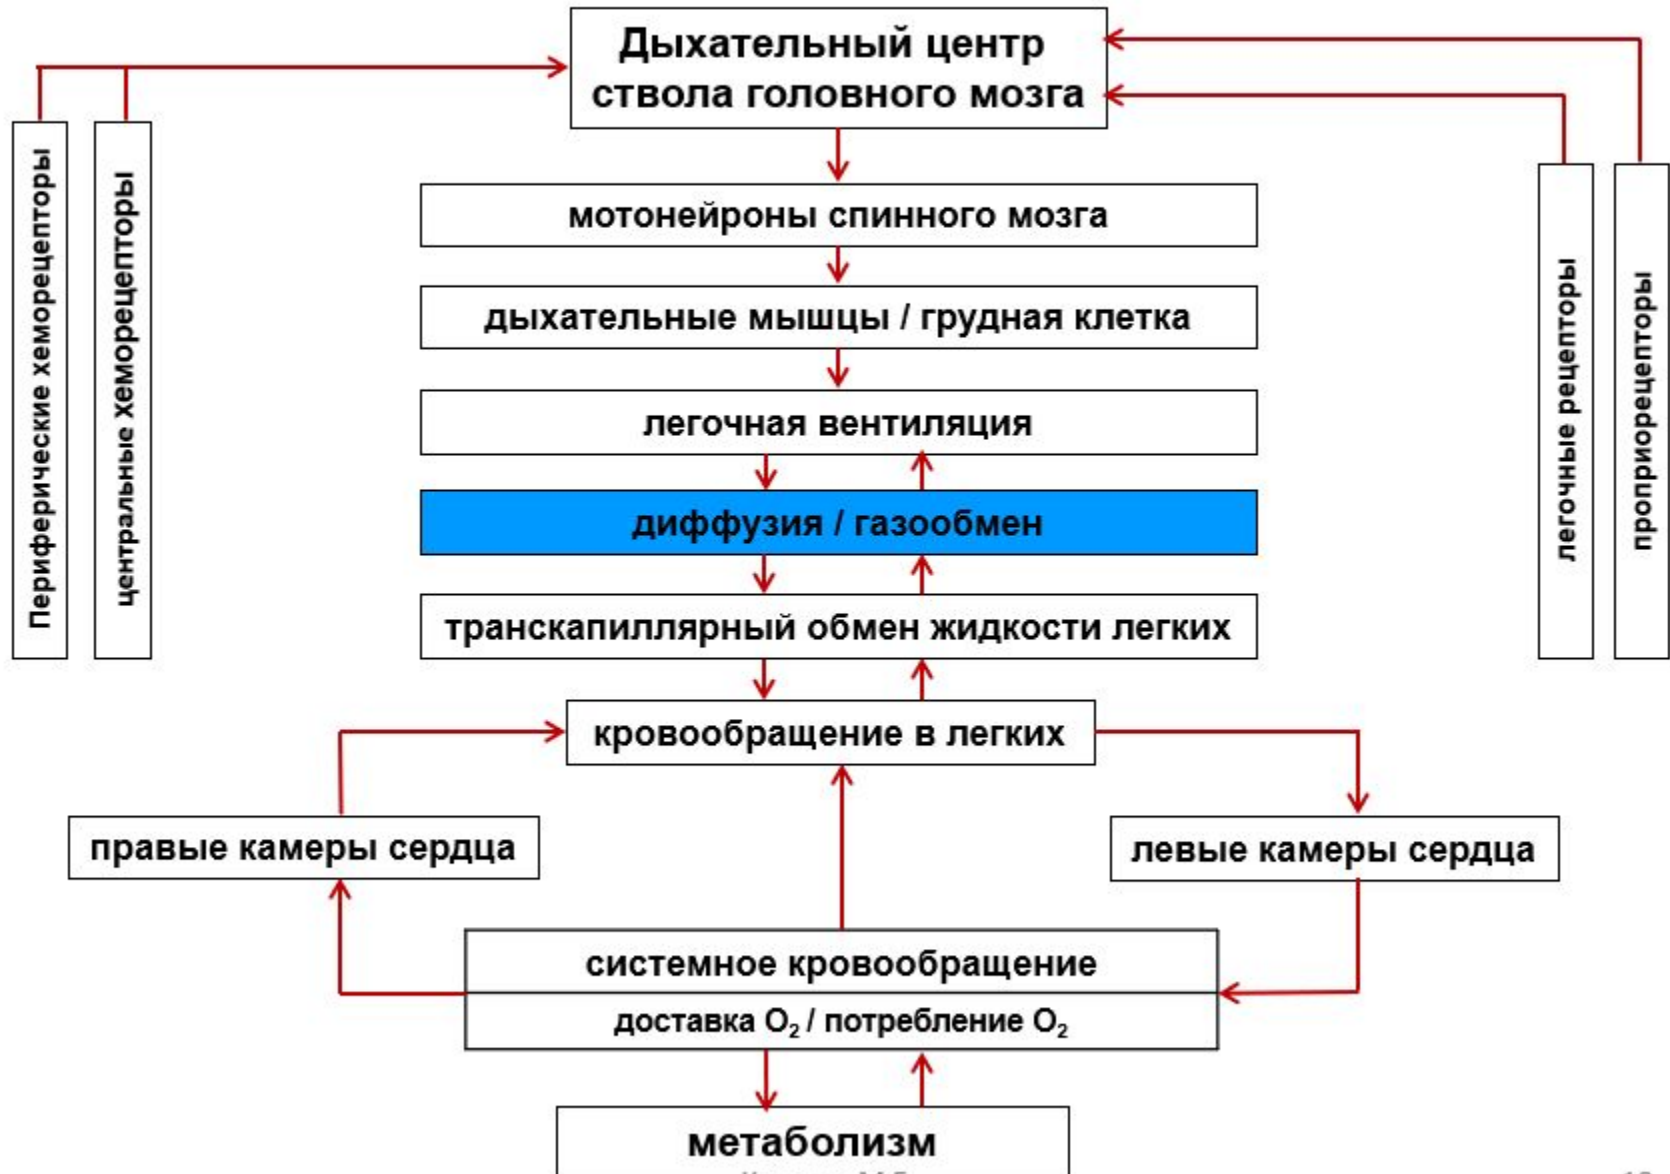 Дыхательный центр
ствола головного мозга
Периферические хеморецепторы
центральные хеморецепторы
мотонейроны спинного мозга
дыхательные мышцы / грудная клетка
легочная вентиляция
диффузия / газообмен
транскапиллярный обмен жидкости легких
легочные рецепторы
проприорецепторы
кровообращение в легких
правые камеры сердца
левые камеры сердца
системное кровообращение
доставка O₂ / потребление O₂
метаболизм